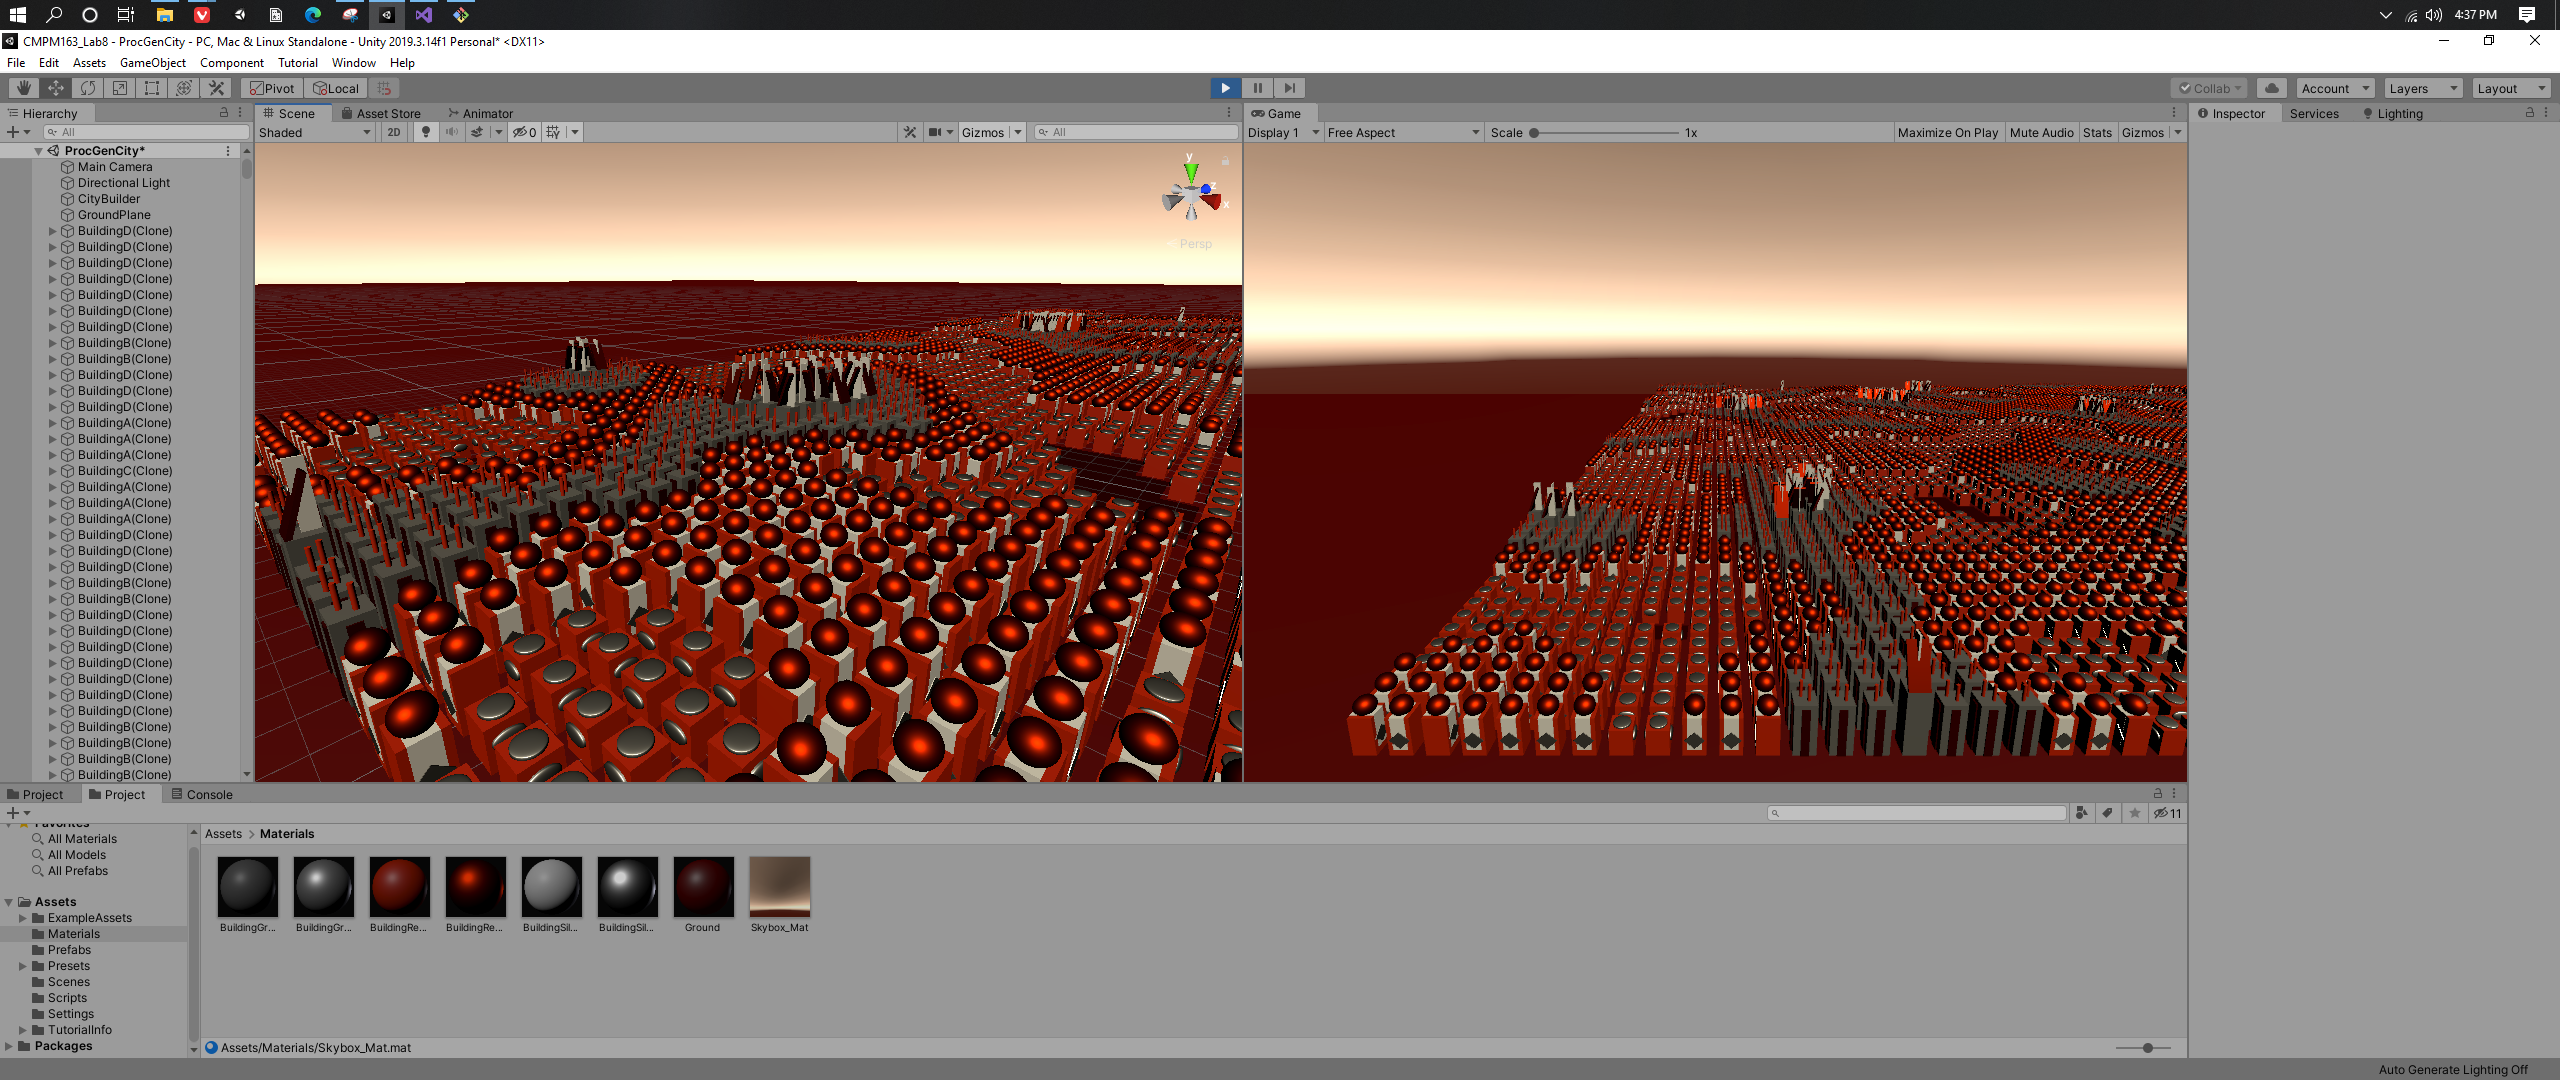 4:37 PM
CMPM163_Lab8 - ProcGenCity - PC, Mac & Linux Standalone - Unity 2019.3.14f1 Personal* <DX11>
File Edit Assets GameObject Component Tutorial Window Help
Pivot Local Collab Account Layers Layout
Hierarchy Scene Asset Store Animator Game Inspector Services Lighting
All Shaded 2D 0 Gizmos All Display 1 Free Aspect Scale 1x Maximize On Play Mute Audio Stats Gizmos
ProcGenCity*
Main Camera
Directional Light
CityBuilder
GroundPlane
BuildingD(Clone)
BuildingD(Clone)
BuildingD(Clone)
BuildingD(Clone)
BuildingD(Clone)
BuildingD(Clone)
BuildingD(Clone)
BuildingB(Clone)
BuildingB(Clone)
BuildingD(Clone)
BuildingD(Clone)
BuildingD(Clone)
BuildingA(Clone)
BuildingA(Clone)
BuildingA(Clone)
BuildingC(Clone)
BuildingA(Clone)
BuildingA(Clone)
BuildingA(Clone)
BuildingD(Clone)
BuildingD(Clone)
BuildingD(Clone)
BuildingB(Clone)
BuildingB(Clone)
BuildingD(Clone)
BuildingD(Clone)
BuildingD(Clone)
BuildingD(Clone)
BuildingD(Clone)
BuildingD(Clone)
BuildingD(Clone)
BuildingB(Clone)
BuildingB(Clone)
BuildingB(Clone)
BuildingB(Clone)
y
z
x
Persp
Project Project Console
11
Favorites
All Materials
All Models
All Prefabs
Assets
ExampleAssets
Materials
Prefabs
Presets
Scenes
Scripts
Settings
TutorialInfo
Packages
Assets > Materials
BuildingGr... BuildingGr... BuildingRe... BuildingRe... BuildingSil... BuildingSil... Ground Skybox_Mat
Assets/Materials/Skybox_Mat.mat
Auto Generate Lighting Off